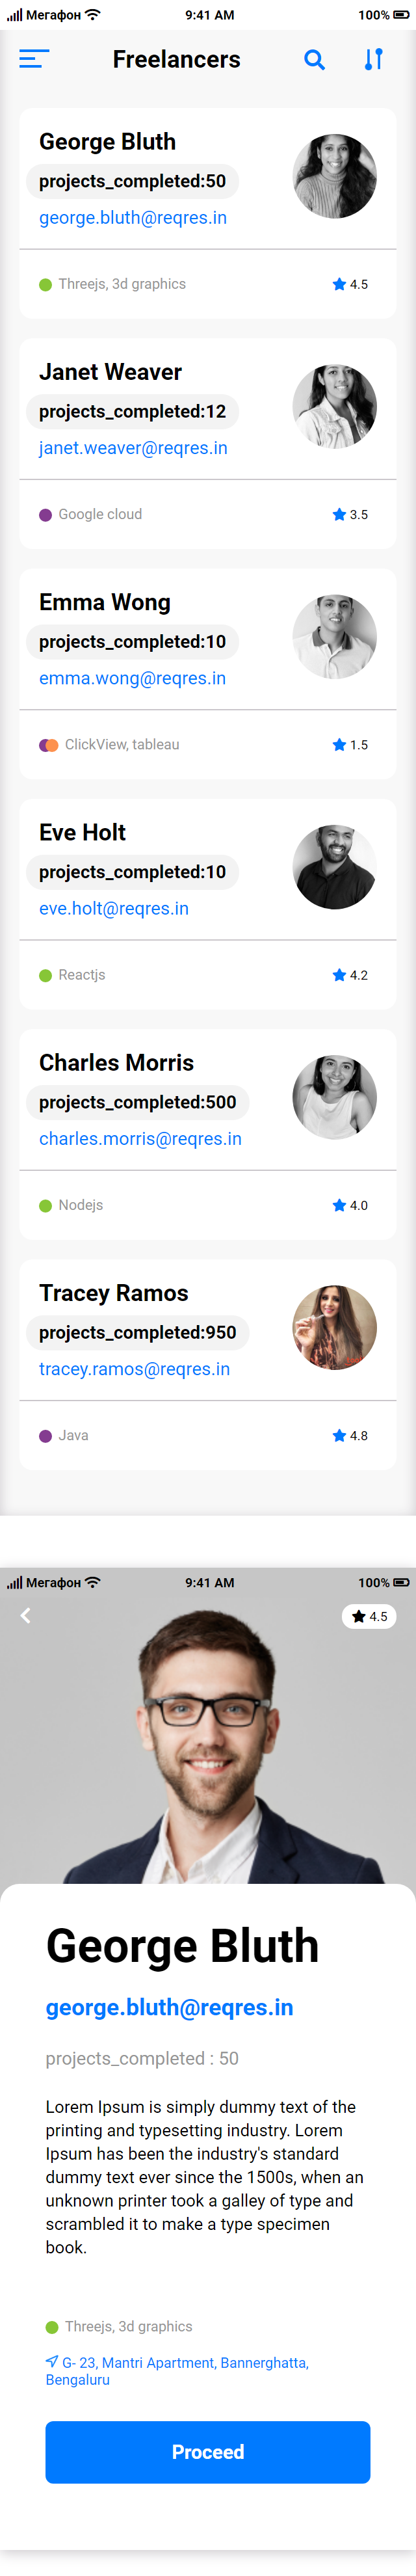 Мегафон 9:41 AM 100%
Freelancers
George Bluth
projects_completed:50
george.bluth@reqres.in
Threejs, 3d graphics 4.5
Janet Weaver
projects_completed:12
janet.weaver@reqres.in
Google cloud 3.5
Emma Wong
projects_completed:10
emma.wong@reqres.in
ClickView, tableau 1.5
Eve Holt
projects_completed:10
eve.holt@reqres.in
Reactjs 4.2
Charles Morris
projects_completed:500
charles.morris@reqres.in
Nodejs 4.0
Tracey Ramos
projects_completed:950
tracey.ramos@reqres.in
Java 4.8
Мегафон 9:41 AM 100%
4.5
George Bluth
george.bluth@reqres.in
projects_completed : 50
Lorem Ipsum is simply dummy text of the
printing and typesetting industry. Lorem
Ipsum has been the industry's standard
dummy text ever since the 1500s, when an
unknown printer took a galley of type and
scrambled it to make a type specimen
book.
Threejs, 3d graphics
G- 23, Mantri Apartment, Bannerghatta,
Bengaluru
Proceed